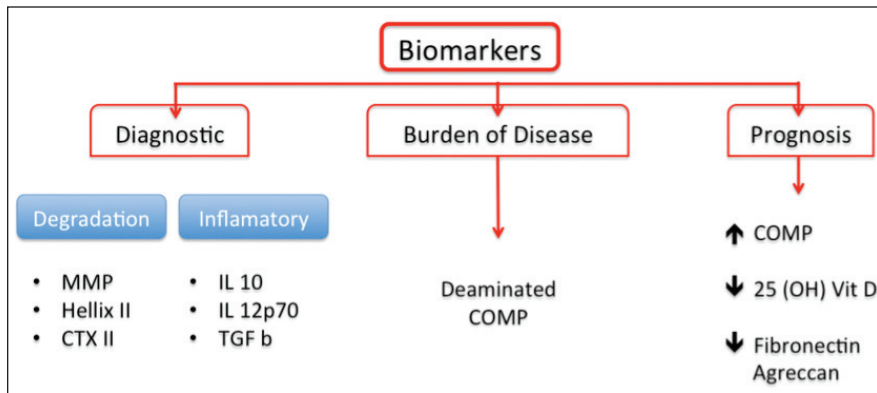 Biomarkers
Diagnostic
Burden of Disease
Prognosis
Degradation
Inflamatory
• MMP
• Hellix II
• CTX II
• IL 10
• IL 12p70
• TGF b
Deaminated
COMP
↑ COMP
↓ 25 (OH) Vit D
↓ Fibronectin
Agreccan